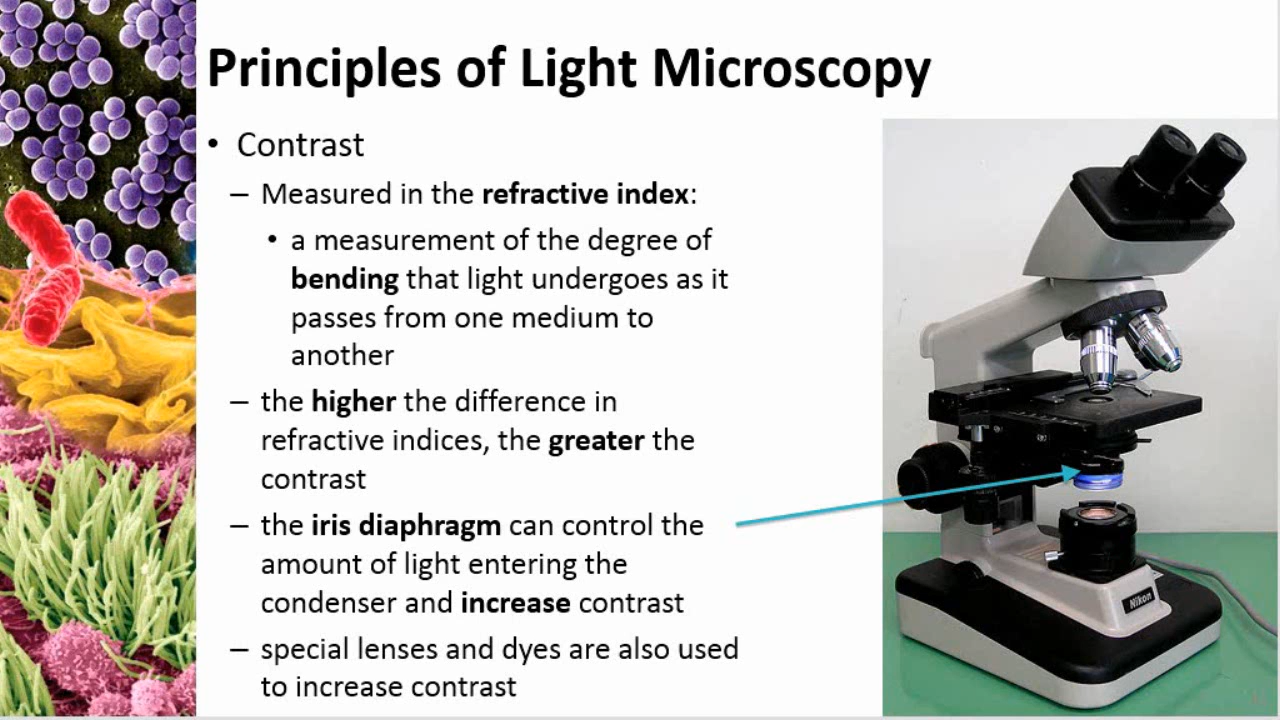 Principles of Light Microscopy
• Contrast
– Measured in the refractive index:
• a measurement of the degree of
bending that light undergoes as it
passes from one medium to
another
– the higher the difference in
refractive indices, the greater the
contrast
– the iris diaphragm can control the
amount of light entering the
condenser and increase contrast
– special lenses and dyes are also used
to increase contrast
Nikon